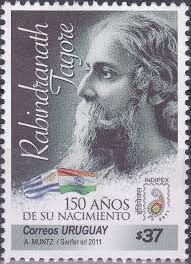 Rabindranath
Tagore
INDIPEX
150 AÑOS
DE SU NACIMIENTO
Correos URUGUAY
A. MUNTZ / Sanfer srl 2011
$37